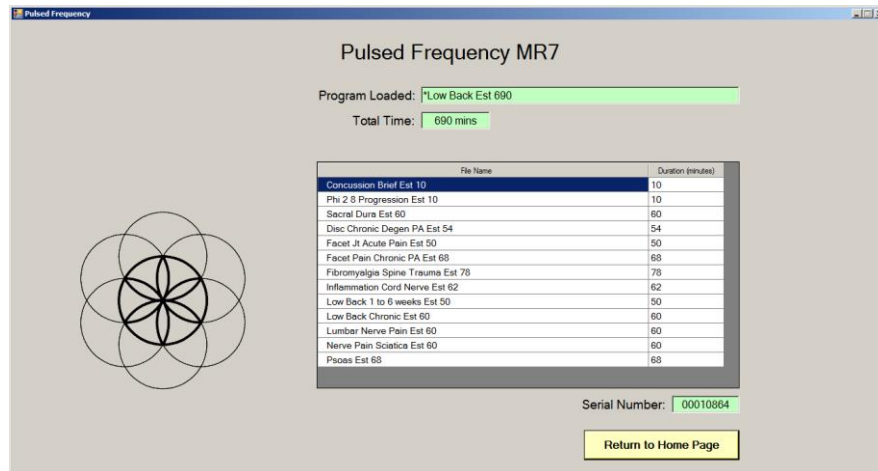 Pulsed Frequency
Pulsed Frequency MR7
Program Loaded: *Low Back Est 690
Total Time: 690 mins
File Name Duration (minutes)
Concussion Brief Est 10 10
Phi 2 8 Progression Est 10 10
Sacral Dura Est 60 60
Disc Chronic Degen PA Est 54 54
Facet Jt Acute Pain Est 50 50
Facet Pain Chronic PA Est 68 68
Fibromyalgia Spine Trauma Est 78 78
Inflammation Cord Nerve Est 62 62
Low Back 1 to 6 weeks Est 50 50
Low Back Chronic Est 60 60
Lumbar Nerve Pain Est 60 60
Nerve Pain Sciatica Est 60 60
Psoas Est 68 68
Serial Number: 00010864
Return to Home Page